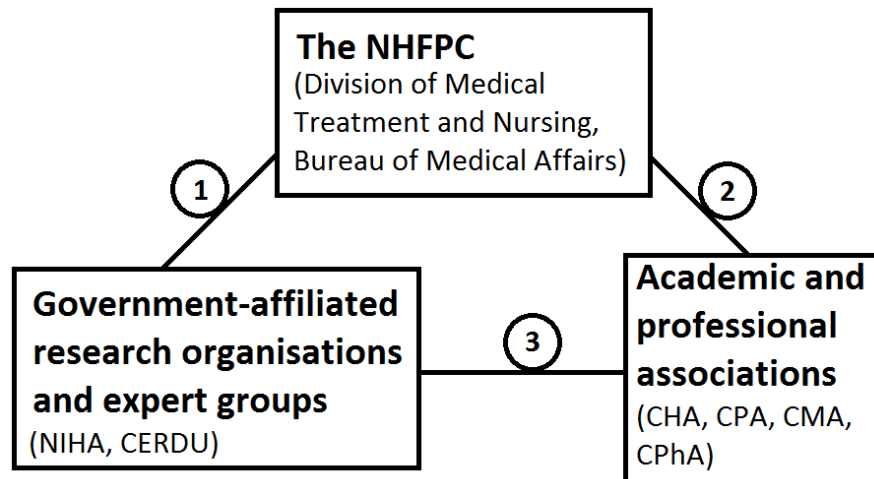 The NHFPC
(Division of Medical
Treatment and Nursing,
Bureau of Medical Affairs)
1
2
Government-affiliated
research organisations
and expert groups
(NIHA, CERDU)
3
Academic and
professional
associations
(CHA, CPA, CMA,
CPhA)